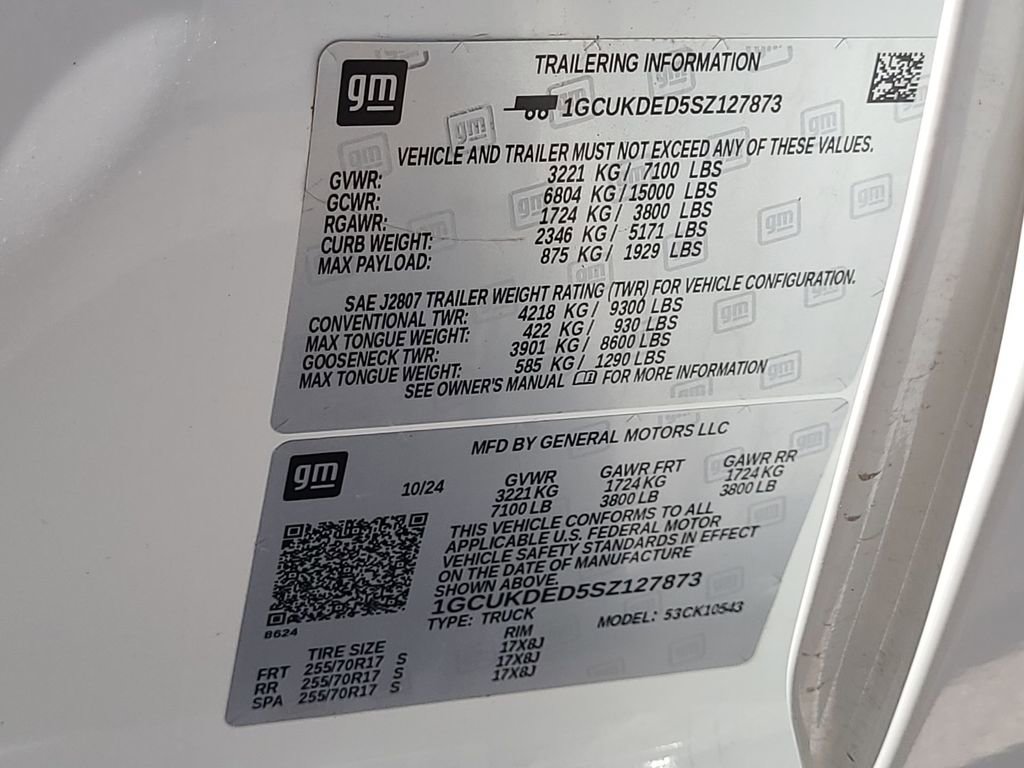 gm
TRAILERING INFORMATION
1GCUKDED5SZ127873
VEHICLE AND TRAILER MUST NOT EXCEED ANY OF THESE VALUES.
GVWR: 3221 KG / 7100 LBS
GCWR: 6804 KG / 15000 LBS
RGAWR: 1724 KG / 3800 LBS
CURB WEIGHT: 2346 KG / 5171 LBS
MAX PAYLOAD: 875 KG / 1929 LBS
SAE J2807 TRAILER WEIGHT RATING (TWR) FOR VEHICLE CONFIGURATION.
CONVENTIONAL TWR: 4218 KG / 9300 LBS
MAX TONGUE WEIGHT: 422 KG / 930 LBS
GOOSENECK TWR: 3901 KG / 8600 LBS
MAX TONGUE WEIGHT: 585 KG / 1290 LBS
SEE OWNER'S MANUAL FOR MORE INFORMATION
gm
MFD BY GENERAL MOTORS LLC
10/24
GVWR GAWR FRT GAWR RR
3221 KG 1724 KG 1724 KG
7100 LB 3800 LB 3800 LB
THIS VEHICLE CONFORMS TO ALL
APPLICABLE U.S. FEDERAL MOTOR
VEHICLE SAFETY STANDARDS IN EFFECT
ON THE DATE OF MANUFACTURE
SHOWN ABOVE.
1GCUKDED5SZ127873
TYPE: TRUCK MODEL: 53CK10543
8624
TIRE SIZE RIM
FRT 255/70R17 S 17X8J
RR 255/70R17 S 17X8J
SPA 255/70R17 S 17X8J